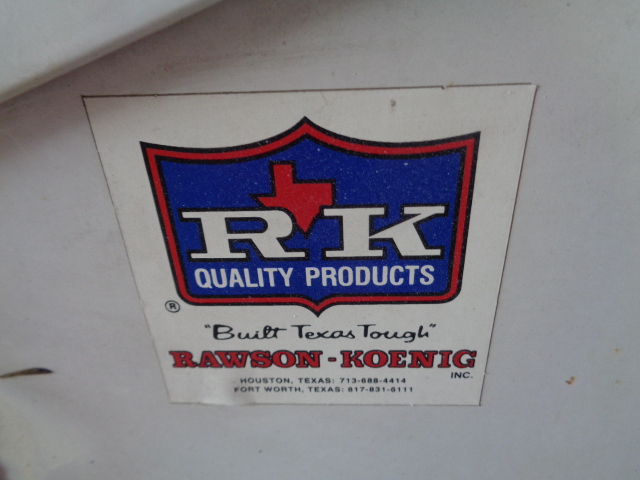 RK
QUALITY PRODUCTS
®
"Built Texas Tough"
RAWSON-KOENIG
INC.
HOUSTON, TEXAS: 713-688-4414
FORT WORTH, TEXAS: 817-831-6111